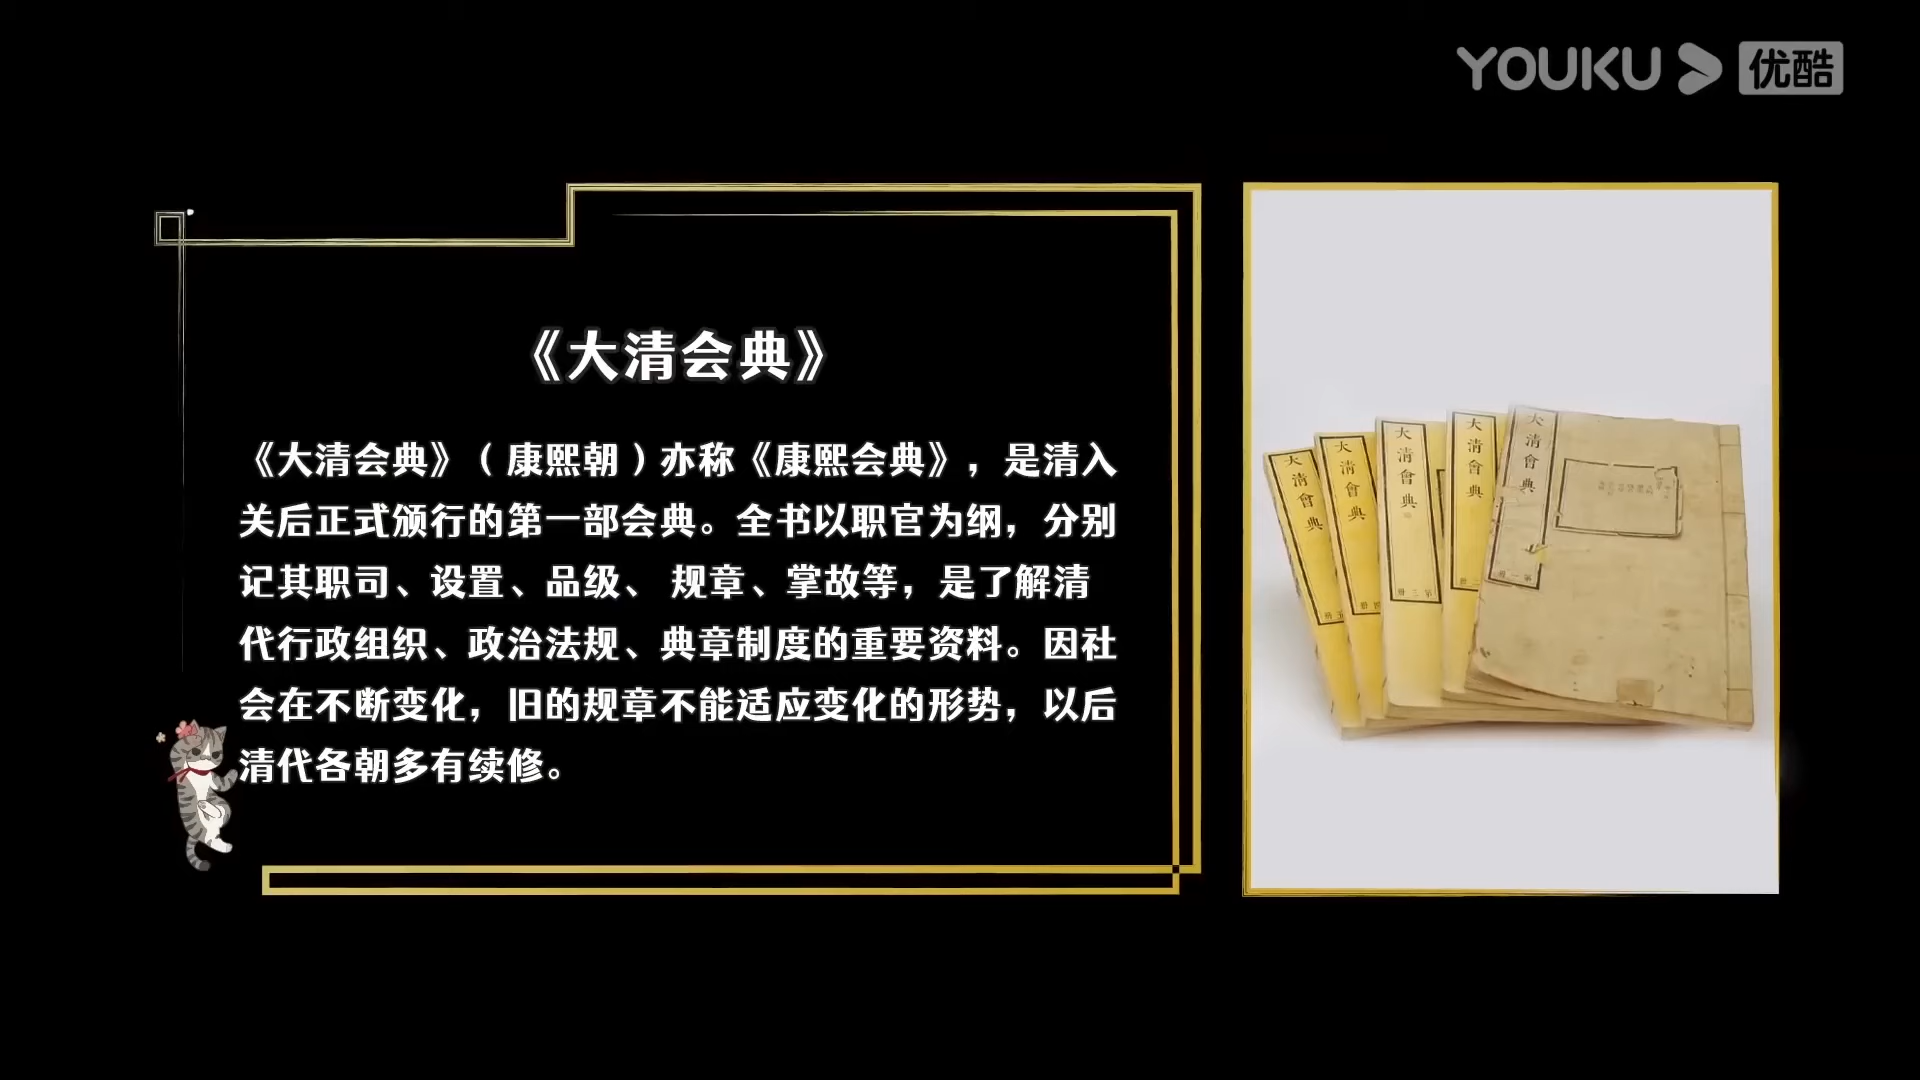 YOUKU 优酷
《大清会典》
《大清会典》（康熙朝）亦称《康熙会典》，是清入
关后正式颁行的第一部会典。全书以职官为纲，分别
记其职司、设置、品级、 规章、掌故等，是了解清
代行政组织、政治法规、典章制度的重要资料。因社
会在不断变化，旧的规章不能适应变化的形势，以后
清代各朝多有续修。
大清會典
大清會典
大清會典
第三冊
大清會典
大清會典
第一冊